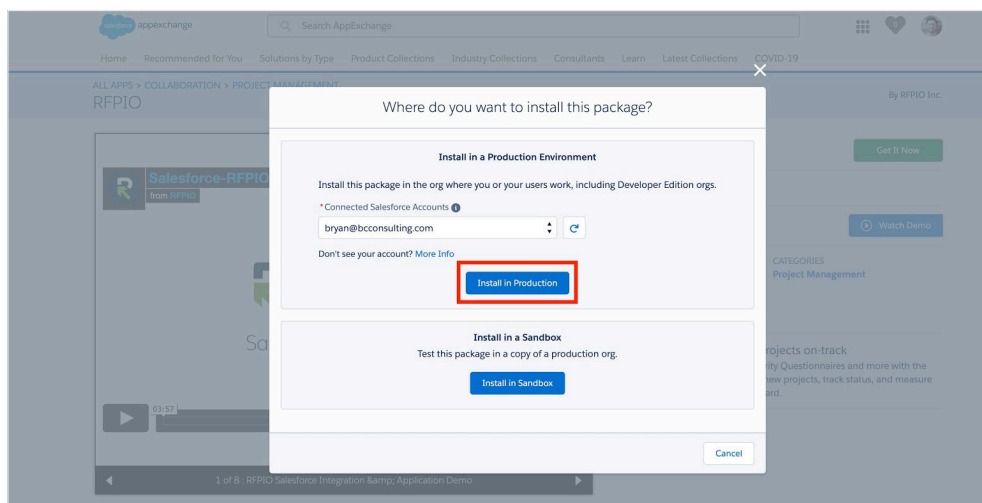 salesforce appexchange
Search AppExchange
Home Recommended for You Solutions by Type Product Collections Industry Collections Consultants Learn Latest Collections COVID-19
ALL APPS > COLLABORATION > PROJECT MANAGEMENT
RFPIO
By RFPIO Inc.
Where do you want to install this package?
Install in a Production Environment
Install this package in the org where you or your users work, including Developer Edition orgs.
*Connected Salesforce Accounts
bryan@bcconsulting.com
Don't see your account? More Info
Install in Production
Install in a Sandbox
Test this package in a copy of a production org.
Install in Sandbox
Cancel
Salesforce-RFPIO
from RFPIO
Sa
03:57
1 of 8 : RFPIO Salesforce Integration &amp; Application Demo
Get It Now
Watch Demo
CATEGORIES
Project Management
rojects on-track
rity Questionnaires and more with the
new projects, track status, and measure
ard.